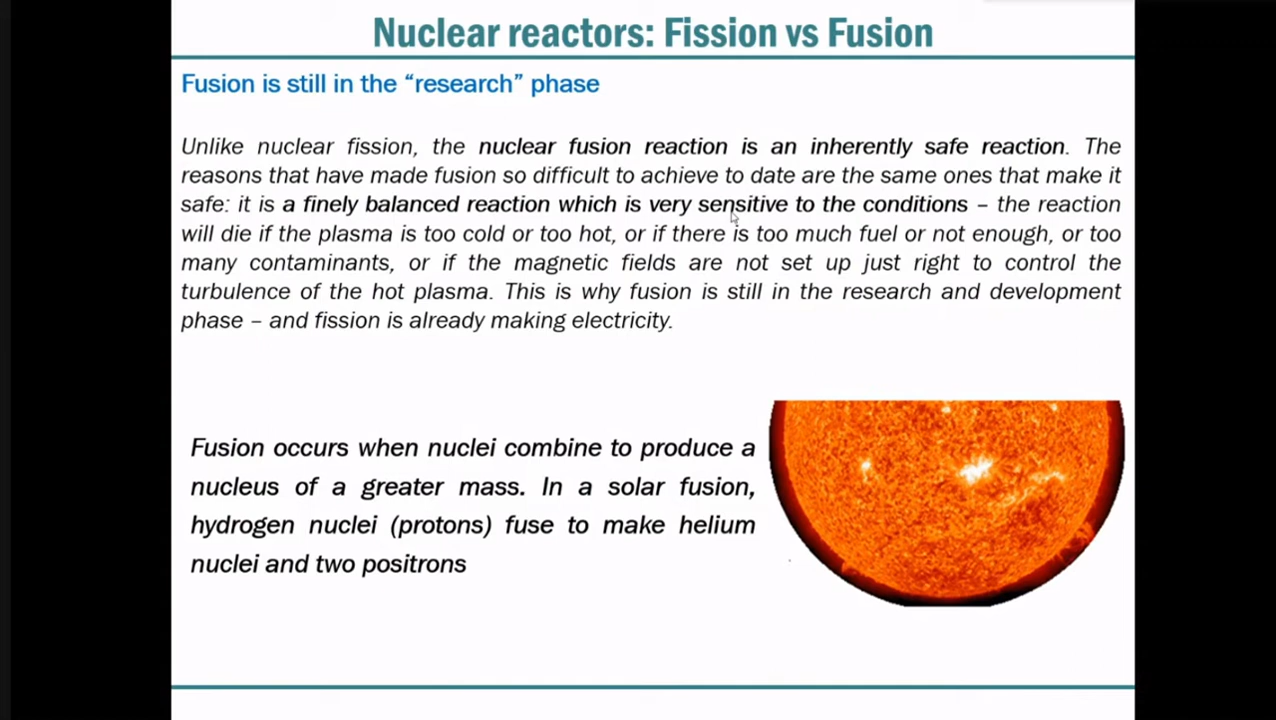 Nuclear reactors: Fission vs Fusion
Fusion is still in the “research” phase
Unlike nuclear fission, the nuclear fusion reaction is an inherently safe reaction. The
reasons that have made fusion so difficult to achieve to date are the same ones that make it
safe: it is a finely balanced reaction which is very sensitive to the conditions – the reaction
will die if the plasma is too cold or too hot, or if there is too much fuel or not enough, or too
many contaminants, or if the magnetic fields are not set up just right to control the
turbulence of the hot plasma. This is why fusion is still in the research and development
phase – and fission is already making electricity.
Fusion occurs when nuclei combine to produce a
nucleus of a greater mass. In a solar fusion,
hydrogen nuclei (protons) fuse to make helium
nuclei and two positrons